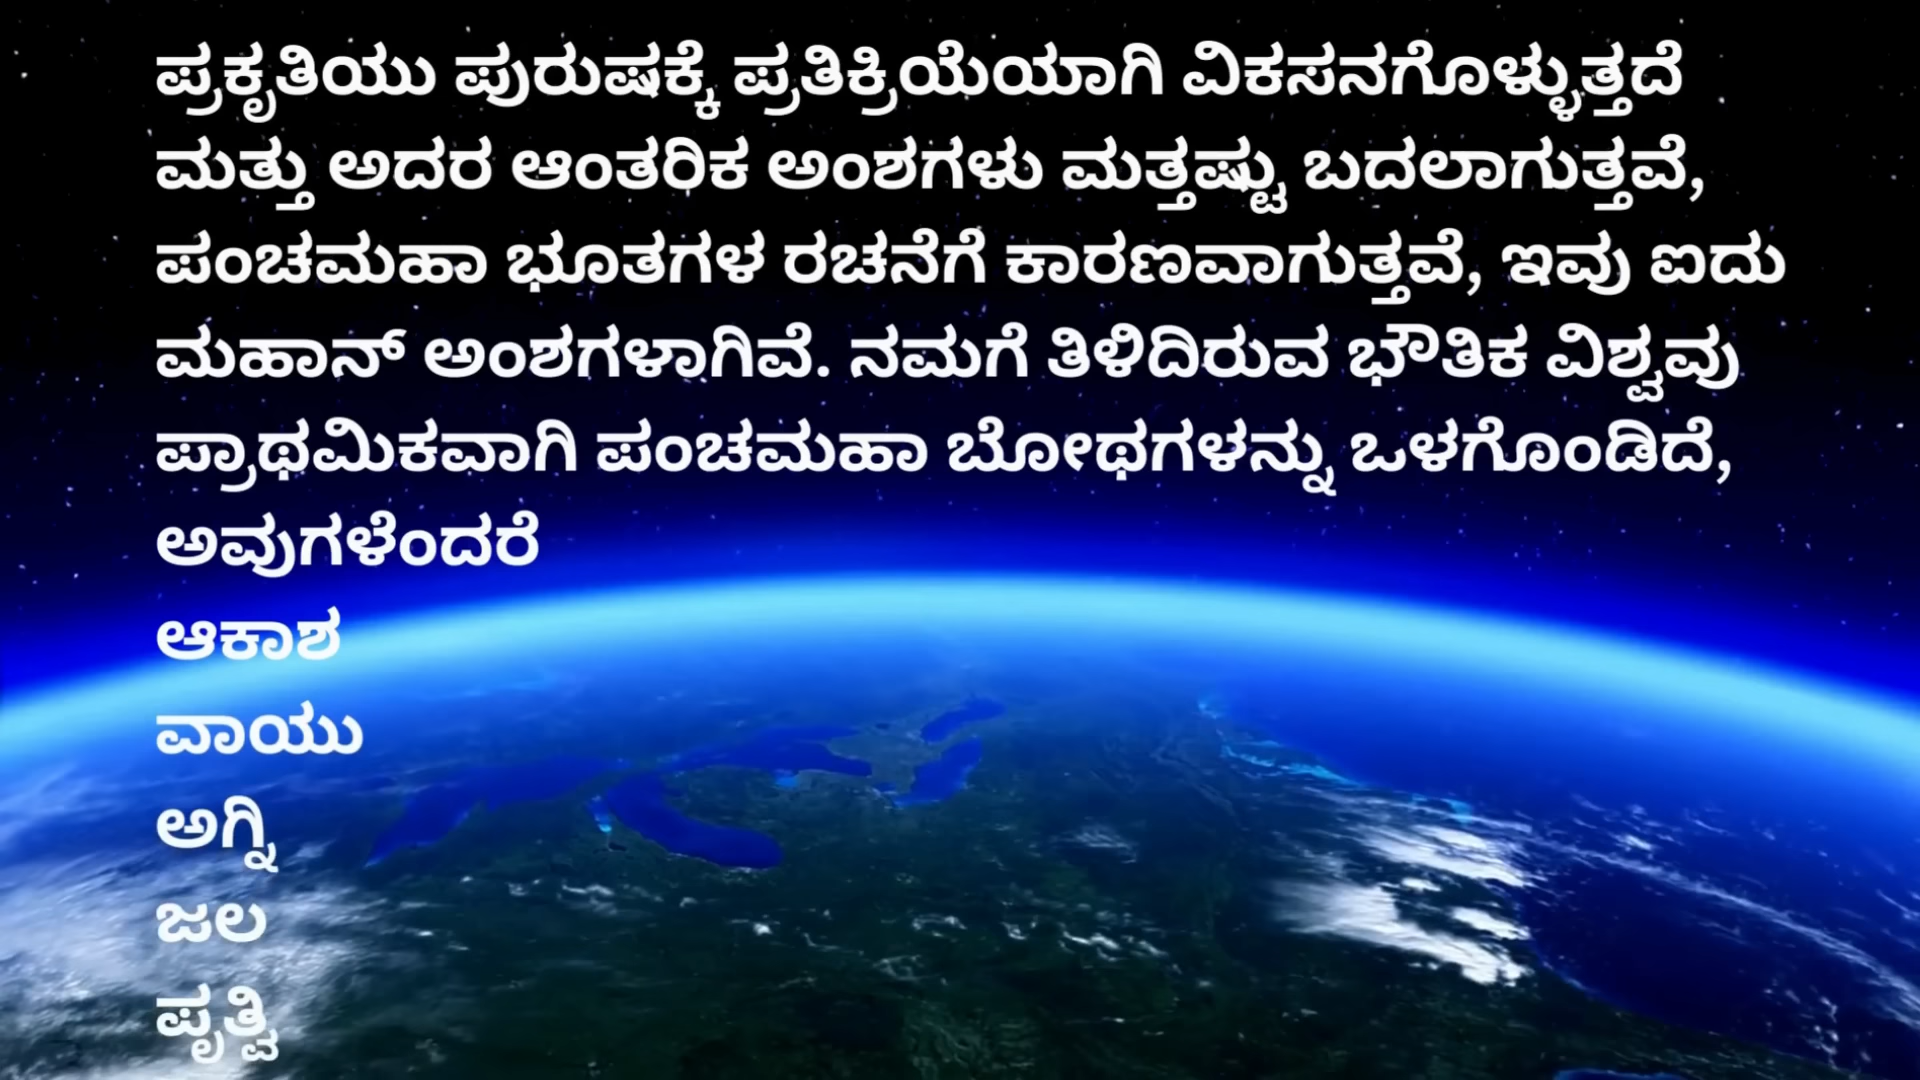 ಪ್ರಕೃತಿಯು ಪುರುಷಕ್ಕೆ ಪ್ರತಿಕ್ರಿಯೆಯಾಗಿ ವಿಕಸನಗೊಳ್ಳುತ್ತದೆ
ಮತ್ತು ಅದರ ಆಂತರಿಕ ಅಂಶಗಳು ಮತ್ತಷ್ಟು ಬದಲಾಗುತ್ತವೆ,
ಪಂಚಮಹಾ ಭೂತಗಳ ರಚನೆಗೆ ಕಾರಣವಾಗುತ್ತವೆ, ಇವು ಐದು
ಮಹಾನ್ ಅಂಶಗಳಾಗಿವೆ. ನಮಗೆ ತಿಳಿದಿರುವ ಭೌತಿಕ ವಿಶ್ವವು
ಪ್ರಾಥಮಿಕವಾಗಿ ಪಂಚಮಹಾ ಬೋಥಗಳನ್ನು ಒಳಗೊಂಡಿದೆ,
ಅವುಗಳೆಂದರೆ
ಆಕಾಶ
ವಾಯು
ಅಗ್ನಿ
ಜಲ
ಪೃತ್ವಿ